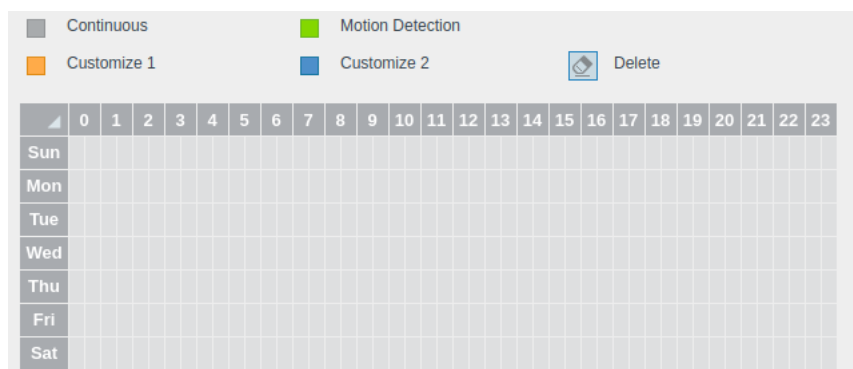 Continuous Motion Detection
Customize 1 Customize 2 Delete
0 1 2 3 4 5 6 7 8 9 10 11 12 13 14 15 16 17 18 19 20 21 22 23
Sun
Mon
Tue
Wed
Thu
Fri
Sat